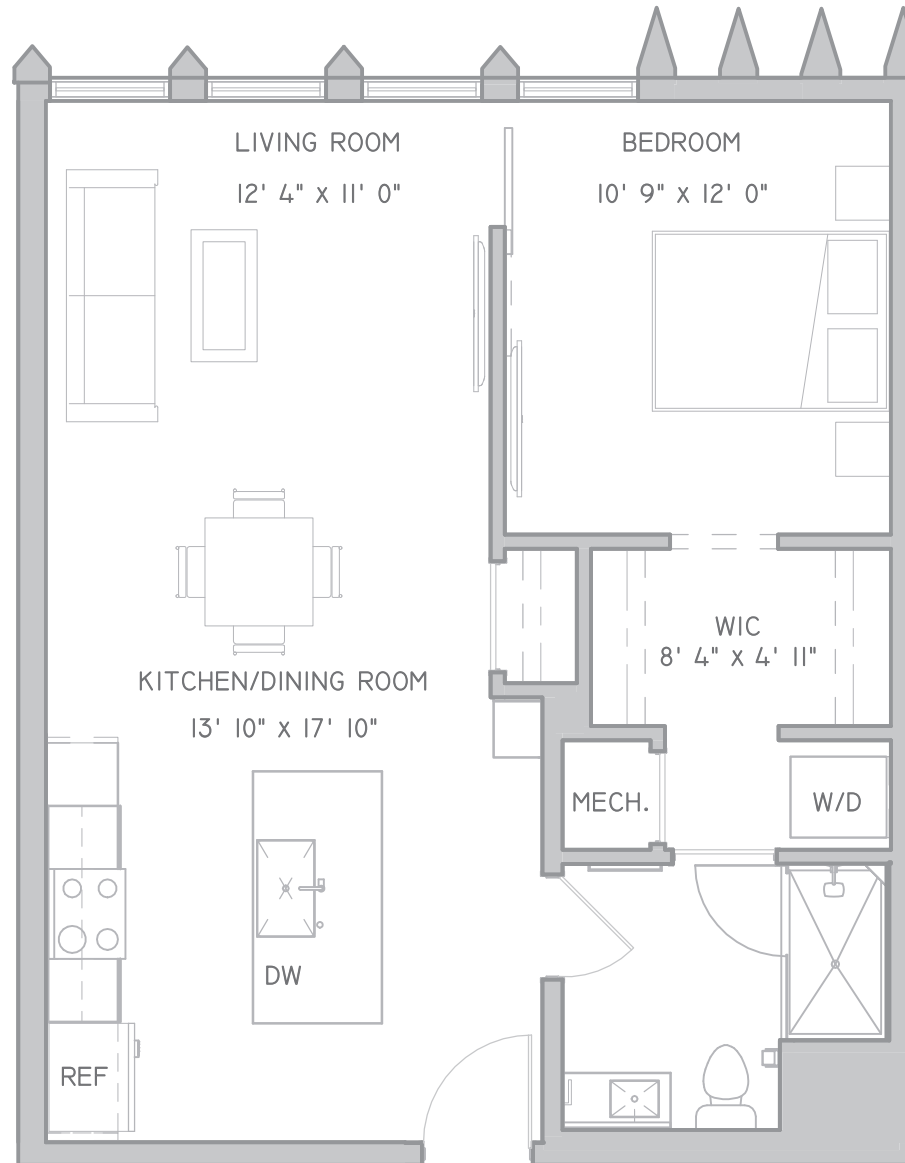 LIVING ROOM
12' 4" X 11' 0"
BEDROOM
10' 9" X 12' 0"
WIC
8' 4" X 4' 11"
KITCHEN/DINING ROOM
13' 10" X 17' 10"
MECH.
W/D
DW
REF